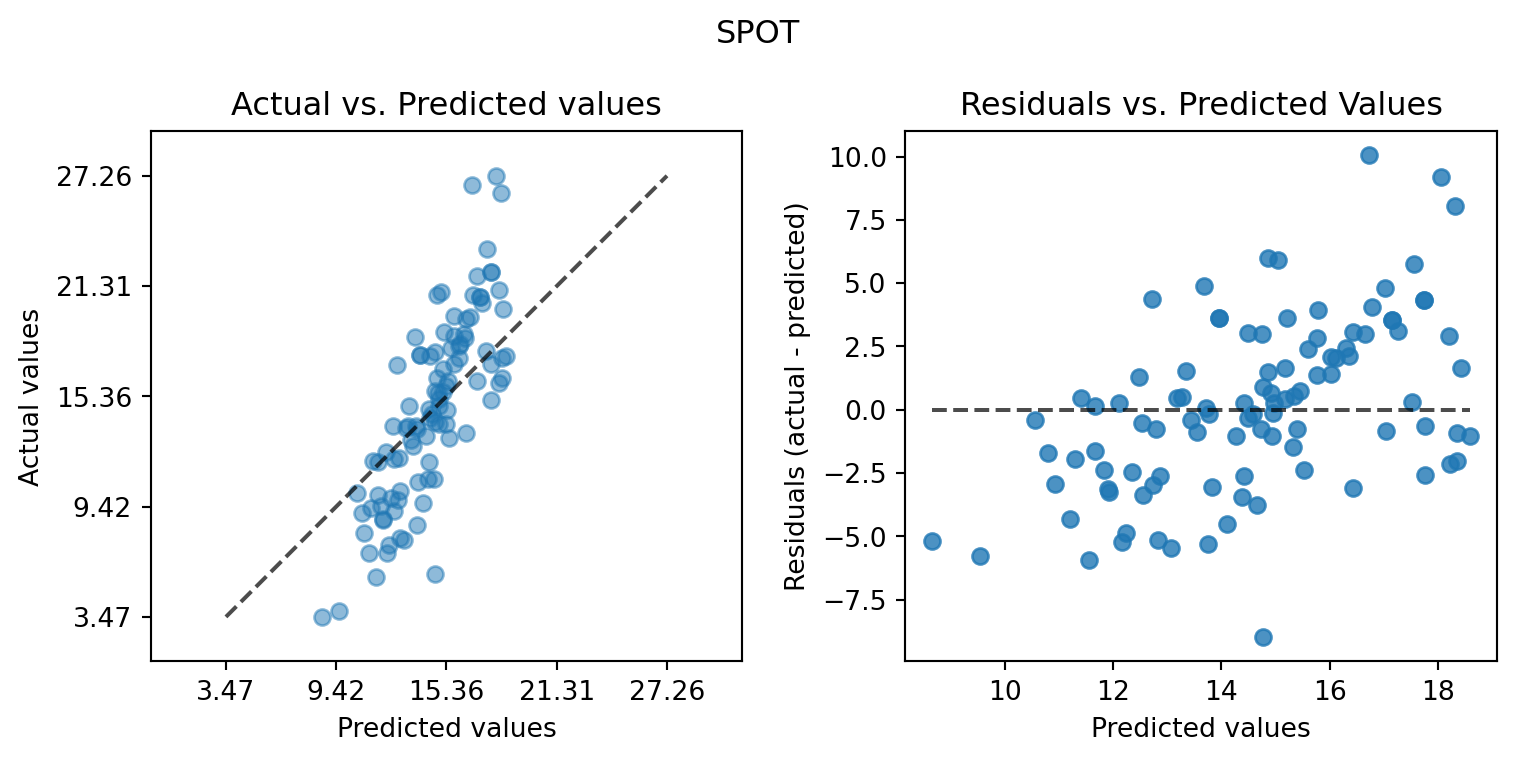 SPOT
Actual vs. Predicted values
Actual values
27.26
21.31
15.36
9.42
3.47
3.47 9.42 15.36 21.31 27.26
Predicted values
Residuals vs. Predicted Values
Residuals (actual - predicted)
10.0
7.5
5.0
2.5
0.0
−2.5
−5.0
−7.5
10 12 14 16 18
Predicted values